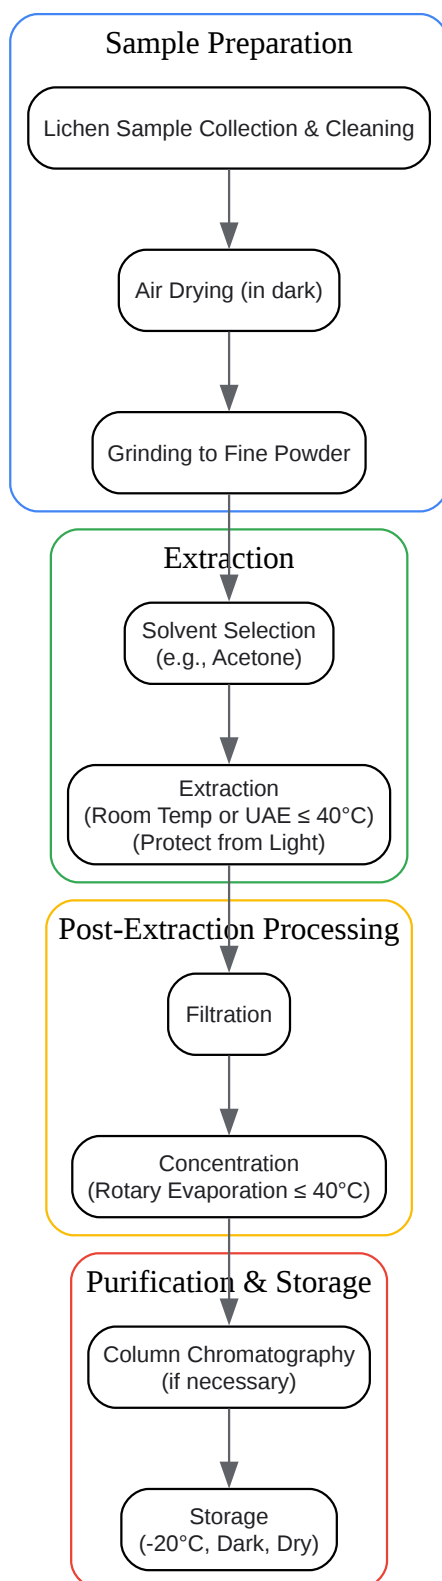 Sample Preparation
Lichen Sample Collection & Cleaning
Air Drying (in dark)
Grinding to Fine Powder
Extraction
Solvent Selection
(e.g., Acetone)
Extraction
(Room Temp or UAE ≤ 40°C)
(Protect from Light)
Post-Extraction Processing
Filtration
Concentration
(Rotary Evaporation ≤ 40°C)
Purification & Storage
Column Chromatography
(if necessary)
Storage
(-20°C, Dark, Dry)